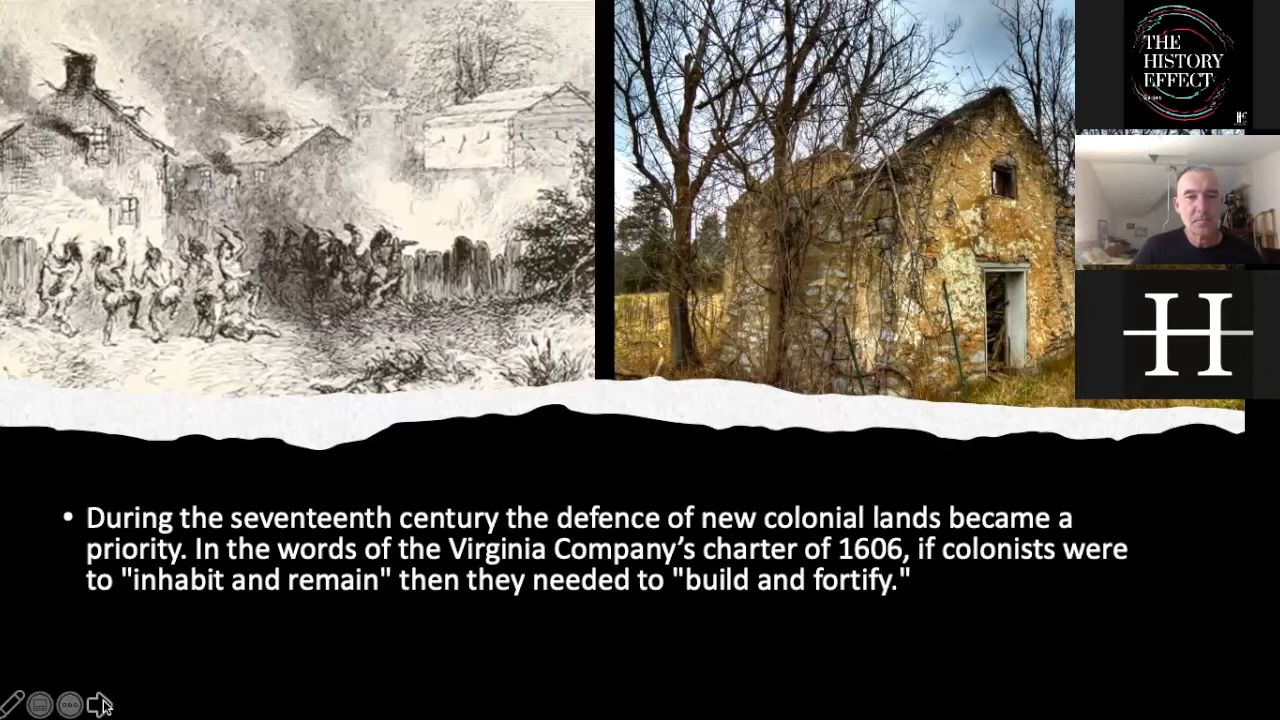 THE
HISTORY
EFFECT
H
• During the seventeenth century the defence of new colonial lands became a
priority. In the words of the Virginia Company’s charter of 1606, if colonists were
to "inhabit and remain" then they needed to "build and fortify."